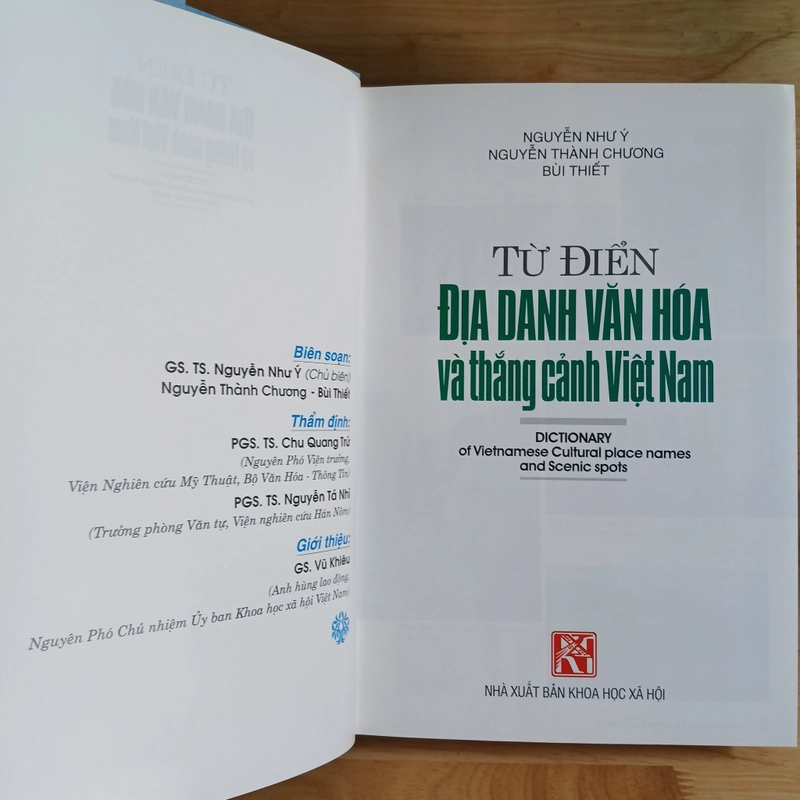 Biên soạn:
GS. TS. Nguyễn Như Ý (Chủ biên)
Nguyễn Thành Chương - Bùi Thiết
Thẩm định:
PGS. TS. Chu Quang Trứ
(Nguyên Phó Viện trưởng,
Viện Nghiên cứu Mỹ Thuật, Bộ Văn Hóa - Thông Tin)
PGS. TS. Nguyễn Tá Nhí
(Trưởng phòng Văn tự, Viện nghiên cứu Hán Nôm)
Giới thiệu:
GS. Vũ Khiêu
(Anh hùng lao động,
Nguyên Phó Chủ nhiệm Ủy ban Khoa học xã hội Việt Nam)
NGUYỄN NHƯ Ý
NGUYỄN THÀNH CHƯƠNG
BÙI THIẾT
TỪ ĐIỂN
ĐỊA DANH VĂN HÓA
và thắng cảnh Việt Nam
DICTIONARY
of Vietnamese Cultural place names
and Scenic spots
NHÀ XUẤT BẢN KHOA HỌC XÃ HỘI